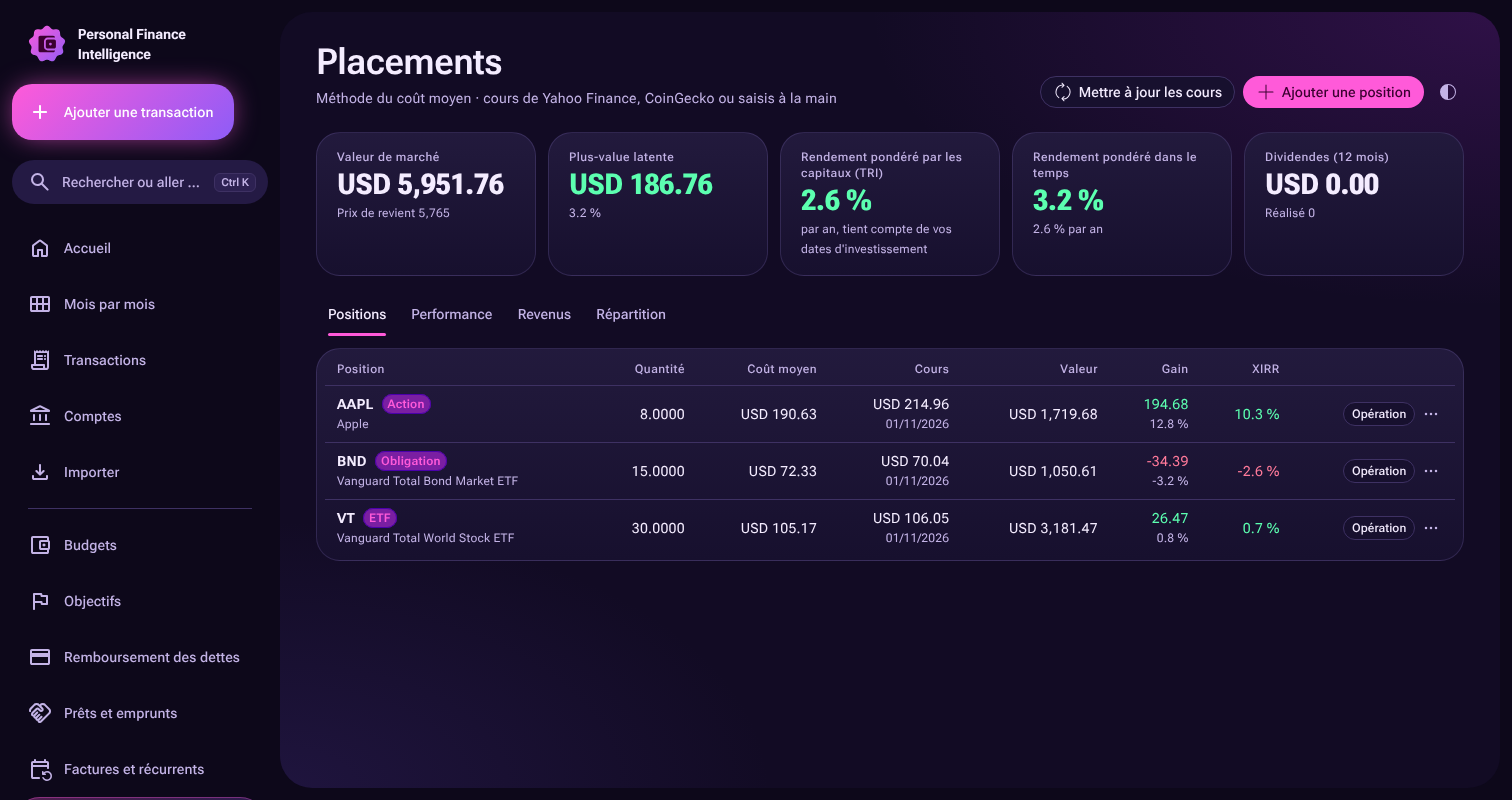 Personal Finance
Intelligence
Ajouter une transaction
Rechercher ou aller ... Ctrl K
Accueil
Mois par mois
Transactions
Comptes
Importer
Budgets
Objectifs
Remboursement des dettes
Prêts et emprunts
Factures et récurrents
Placements
Méthode du coût moyen · cours de Yahoo Finance, CoinGecko ou saisis à la main
Mettre à jour les cours
Ajouter une position
Valeur de marché
USD 5,951.76
Prix de revient 5,765
Plus-value latente
USD 186.76
3.2 %
Rendement pondéré par les
capitaux (TRI)
2.6 %
par an, tient compte de vos
dates d'investissement
Rendement pondéré dans le
temps
3.2 %
2.6 % par an
Dividendes (12 mois)
USD 0.00
Réalisé 0
Positions Performance Revenus Répartition
Position Quantité Coût moyen Cours Valeur Gain XIRR
AAPL Action 8.0000 USD 190.63 USD 214.96 USD 1,719.68 194.68 10.3 % Opération ...
Apple 01/11/2026 12.8 %
BND Obligation 15.0000 USD 72.33 USD 70.04 USD 1,050.61 -34.39 -2.6 % Opération ...
Vanguard Total Bond Market ETF 01/11/2026 -3.2 %
VT ETF 30.0000 USD 105.17 USD 106.05 USD 3,181.47 26.47 0.7 % Opération ...
Vanguard Total World Stock ETF 01/11/2026 0.8 %